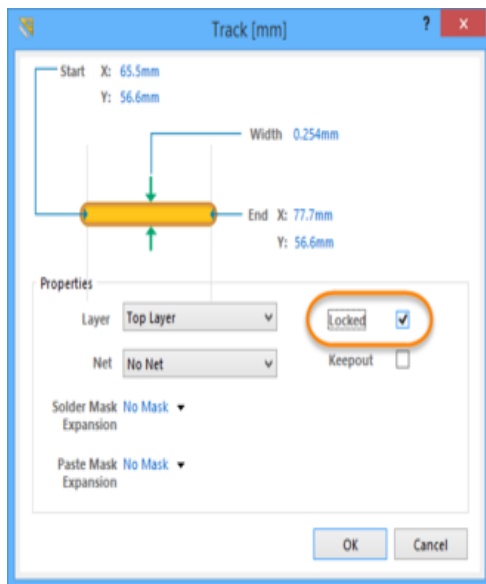 Track [mm]
? x
Start X: 65.5mm
Y: 56.6mm
Width 0.254mm
End X: 77.7mm
Y: 56.6mm
Properties
Layer Top Layer
Locked
Net No Net
Keepout
Solder Mask No Mask
Expansion
Paste Mask No Mask
Expansion
OK Cancel